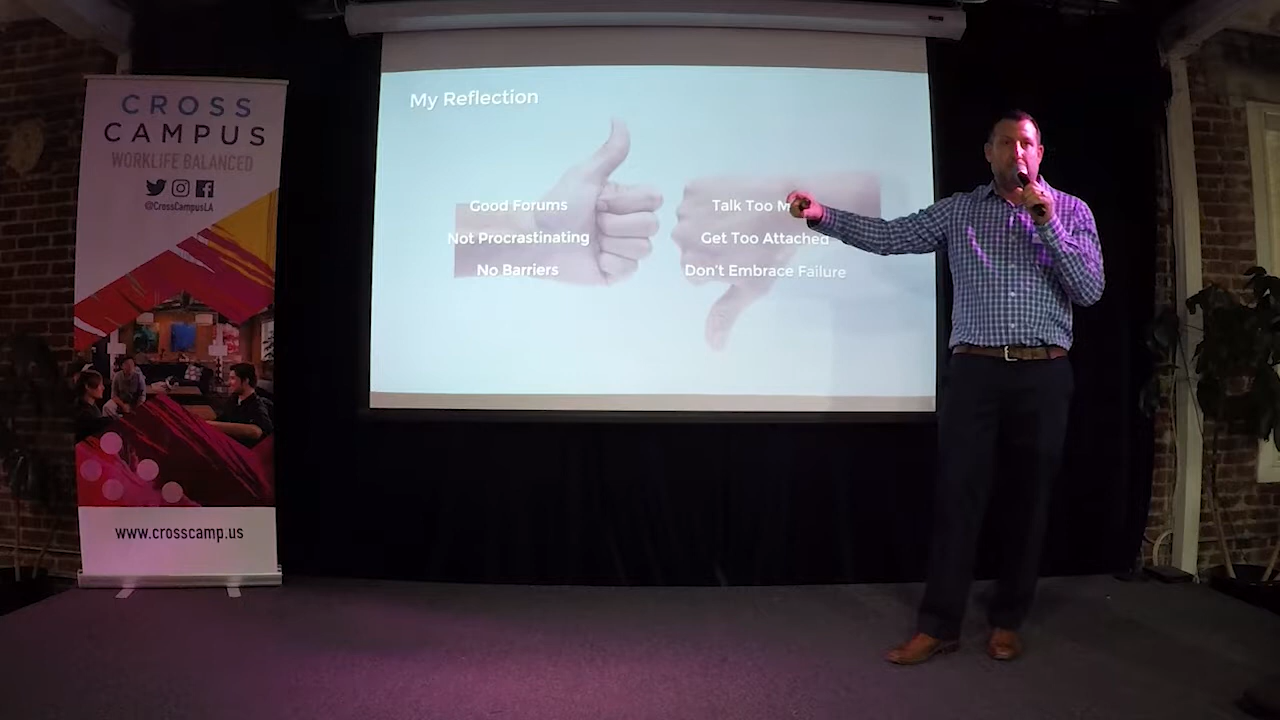 CROSS
CAMPUS
WORKLIFE BALANCED
@CrossCampusLA
www.crosscamp.us
My Reflection
Good Forums
Not Procrastinating
No Barriers
Talk Too
Get Too Attached
Don't Embrace Failure